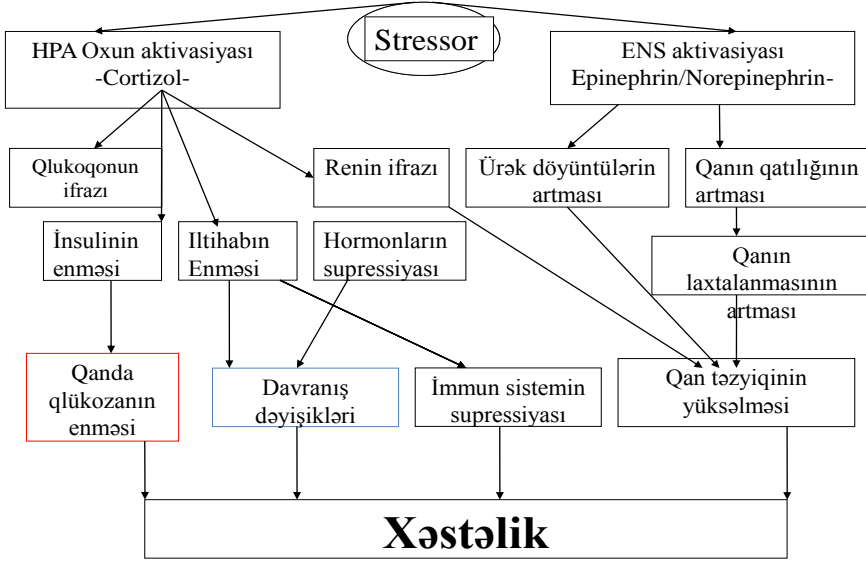 Stressor
HPA Oxun aktivasiyası
-Cortizol-
ENS aktivasiyası
Epinephrin/Norepinephrin-
Qlukoqonun
ifrazı
Renin ifrazı
Ürək döyüntülərin
artması
Qanın qatılığının
artması
İnsulinin
enməsi
Iltihabın
Enməsi
Hormonların
supressiyası
Qanın
laxtalanmasının
artması
Qanda
qlükozanın
enməsi
Davranış
dəyişikləri
İmmun sistemin
supressiyası
Qan təzyiqinin
yüksəlməsi
Xəstəlik